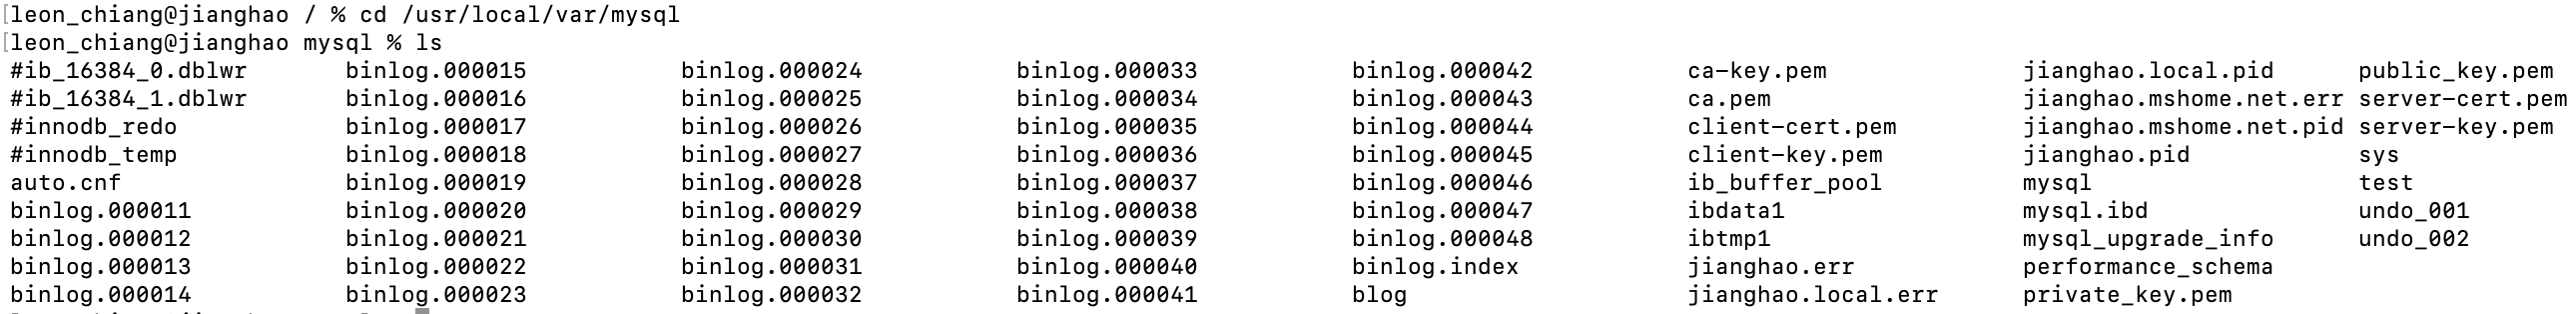 [leon_chiang@jianghao / % cd /usr/local/var/mysql
[leon_chiang@jianghao mysql % ls
#ib_16384_0.dblwr binlog.000015 binlog.000024 binlog.000033 binlog.000042 ca-key.pem jianghao.local.pid public_key.pem
#ib_16384_1.dblwr binlog.000016 binlog.000025 binlog.000034 binlog.000043 ca.pem jianghao.mshome.net.err server-cert.pem
#innodb_redo binlog.000017 binlog.000026 binlog.000035 binlog.000044 client-cert.pem jianghao.mshome.net.pid server-key.pem
#innodb_temp binlog.000018 binlog.000027 binlog.000036 binlog.000045 client-key.pem jianghao.pid sys
auto.cnf binlog.000019 binlog.000028 binlog.000037 binlog.000046 ib_buffer_pool mysql test
binlog.000011 binlog.000020 binlog.000029 binlog.000038 binlog.000047 ibdata1 mysql.ibd undo_001
binlog.000012 binlog.000021 binlog.000030 binlog.000039 binlog.000048 ibtmp1 mysql_upgrade_info undo_002
binlog.000013 binlog.000022 binlog.000031 binlog.000040 binlog.index jianghao.err performance_schema
binlog.000014 binlog.000023 binlog.000032 binlog.000041 blog jianghao.local.err private_key.pem